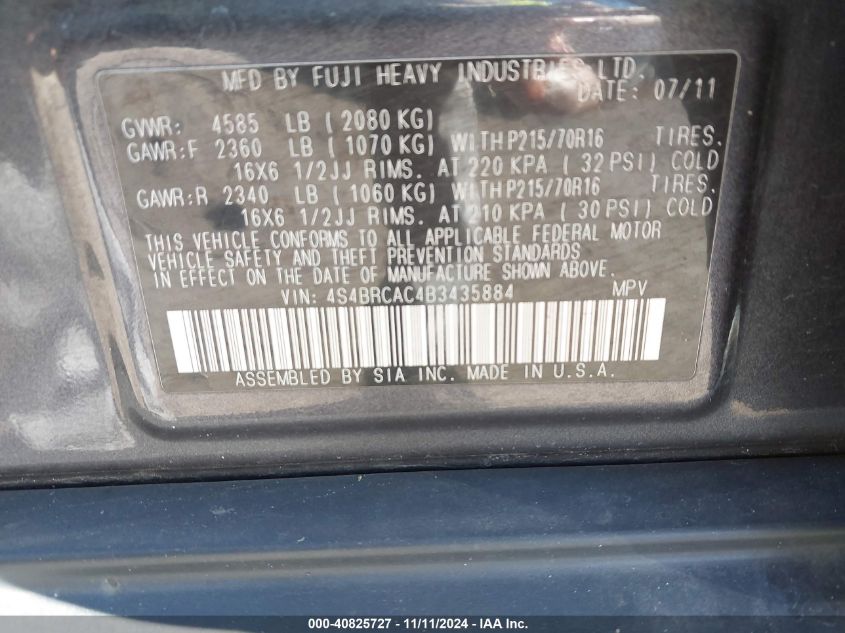 MFD BY FUJI HEAVY INDUSTRIES LTD.
DATE: 07/11
GVWR: 4585 LB ( 2080 KG)
GAWR:F 2360 LB ( 1070 KG) WITH P215/70R16 TIRES.
16X6 1/2JJ RIMS. AT 220 KPA ( 32 PSI) COLD
GAWR:R 2340 LB ( 1060 KG) WITH P215/70R16 TIRES.
16X6 1/2JJ RIMS. AT 210 KPA ( 30 PSI) COLD
THIS VEHICLE CONFORMS TO ALL APPLICABLE FEDERAL MOTOR
VEHICLE SAFETY AND THEFT PREVENTION STANDARDS
IN EFFECT ON THE DATE OF MANUFACTURE SHOWN ABOVE.
VIN: 4S4BRCAC4B3435884 MPV
ASSEMBLED BY SIA INC. MADE IN U.S.A.
000-40825727 - 11/11/2024 - IAA Inc.